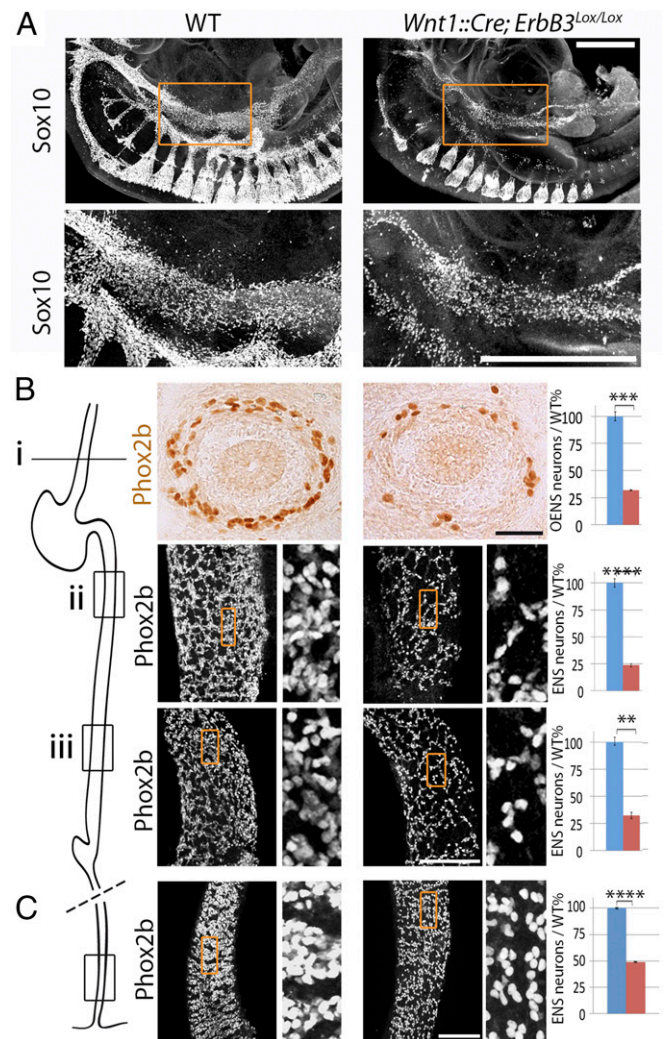 A
WT
Wnt1::Cre; ErbB3Lox/Lox
Sox10
Sox10
B
i
Phox2b
***
100
75
50
25
0
OENS neurons / WT%
ii
Phox2b
****
100
75
50
25
0
ENS neurons / WT%
iii
Phox2b
**
100
75
50
25
0
ENS neurons / WT%
C
Phox2b
****
100
75
50
25
0
ENS neurons / WT%